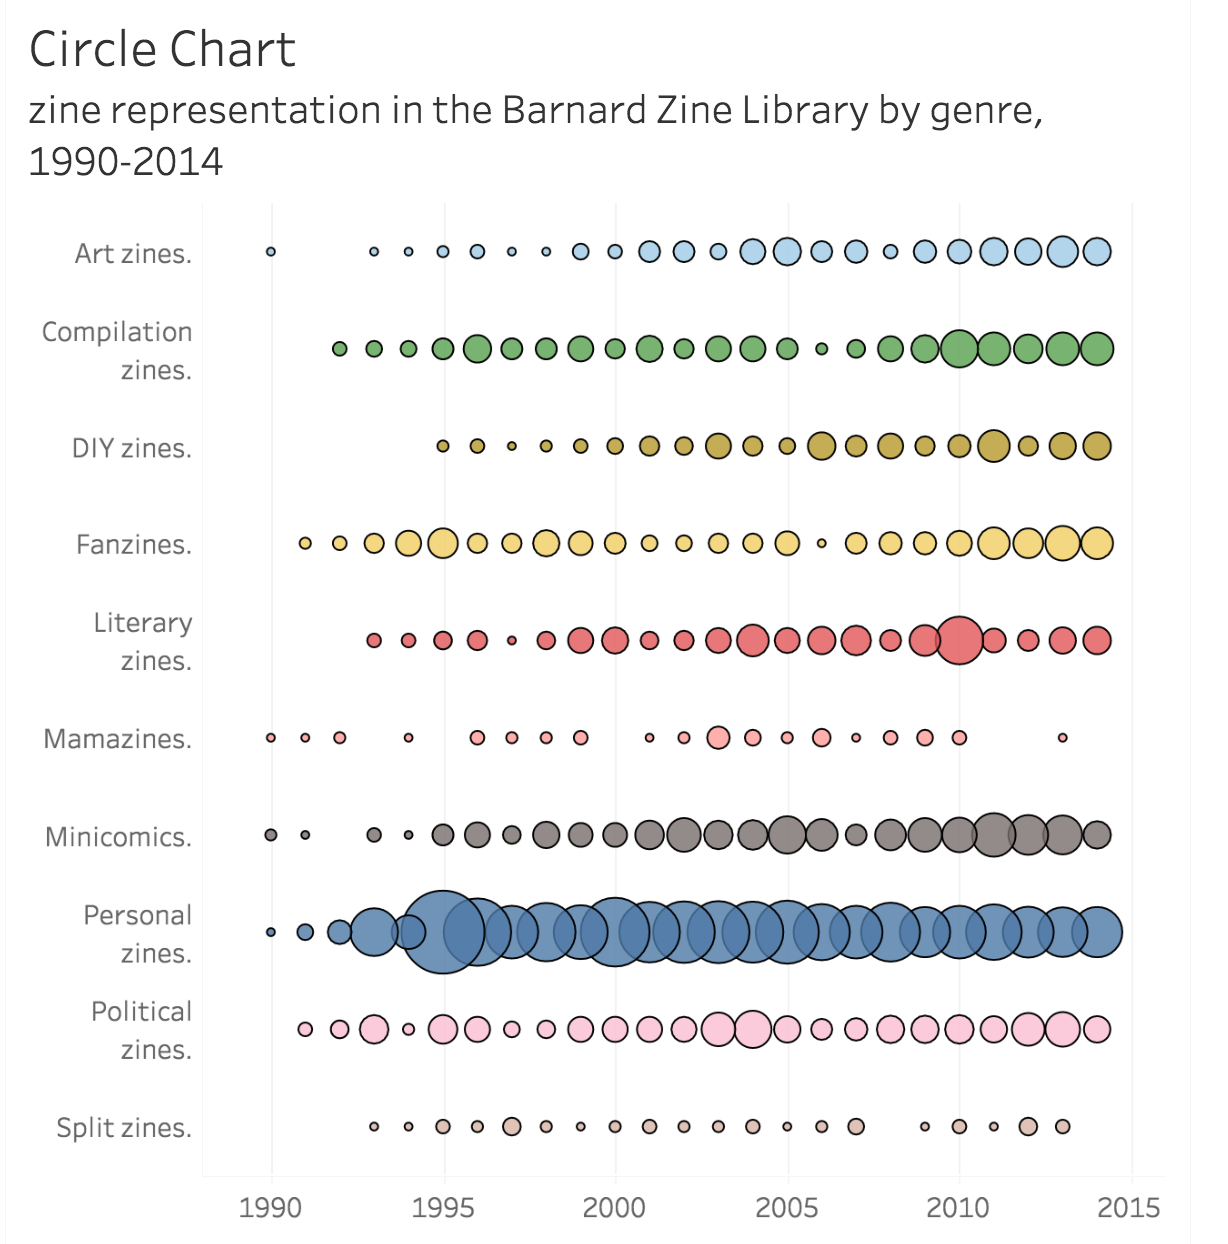 Circle Chart
zine representation in the Barnard Zine Library by genre,
1990-2014
Art zines.
Compilation
zines.
DIY zines.
Fanzines.
Literary
zines.
Mamazines.
Minicomics.
Personal
zines.
Political
zines.
Split zines.
1990 1995 2000 2005 2010 2015